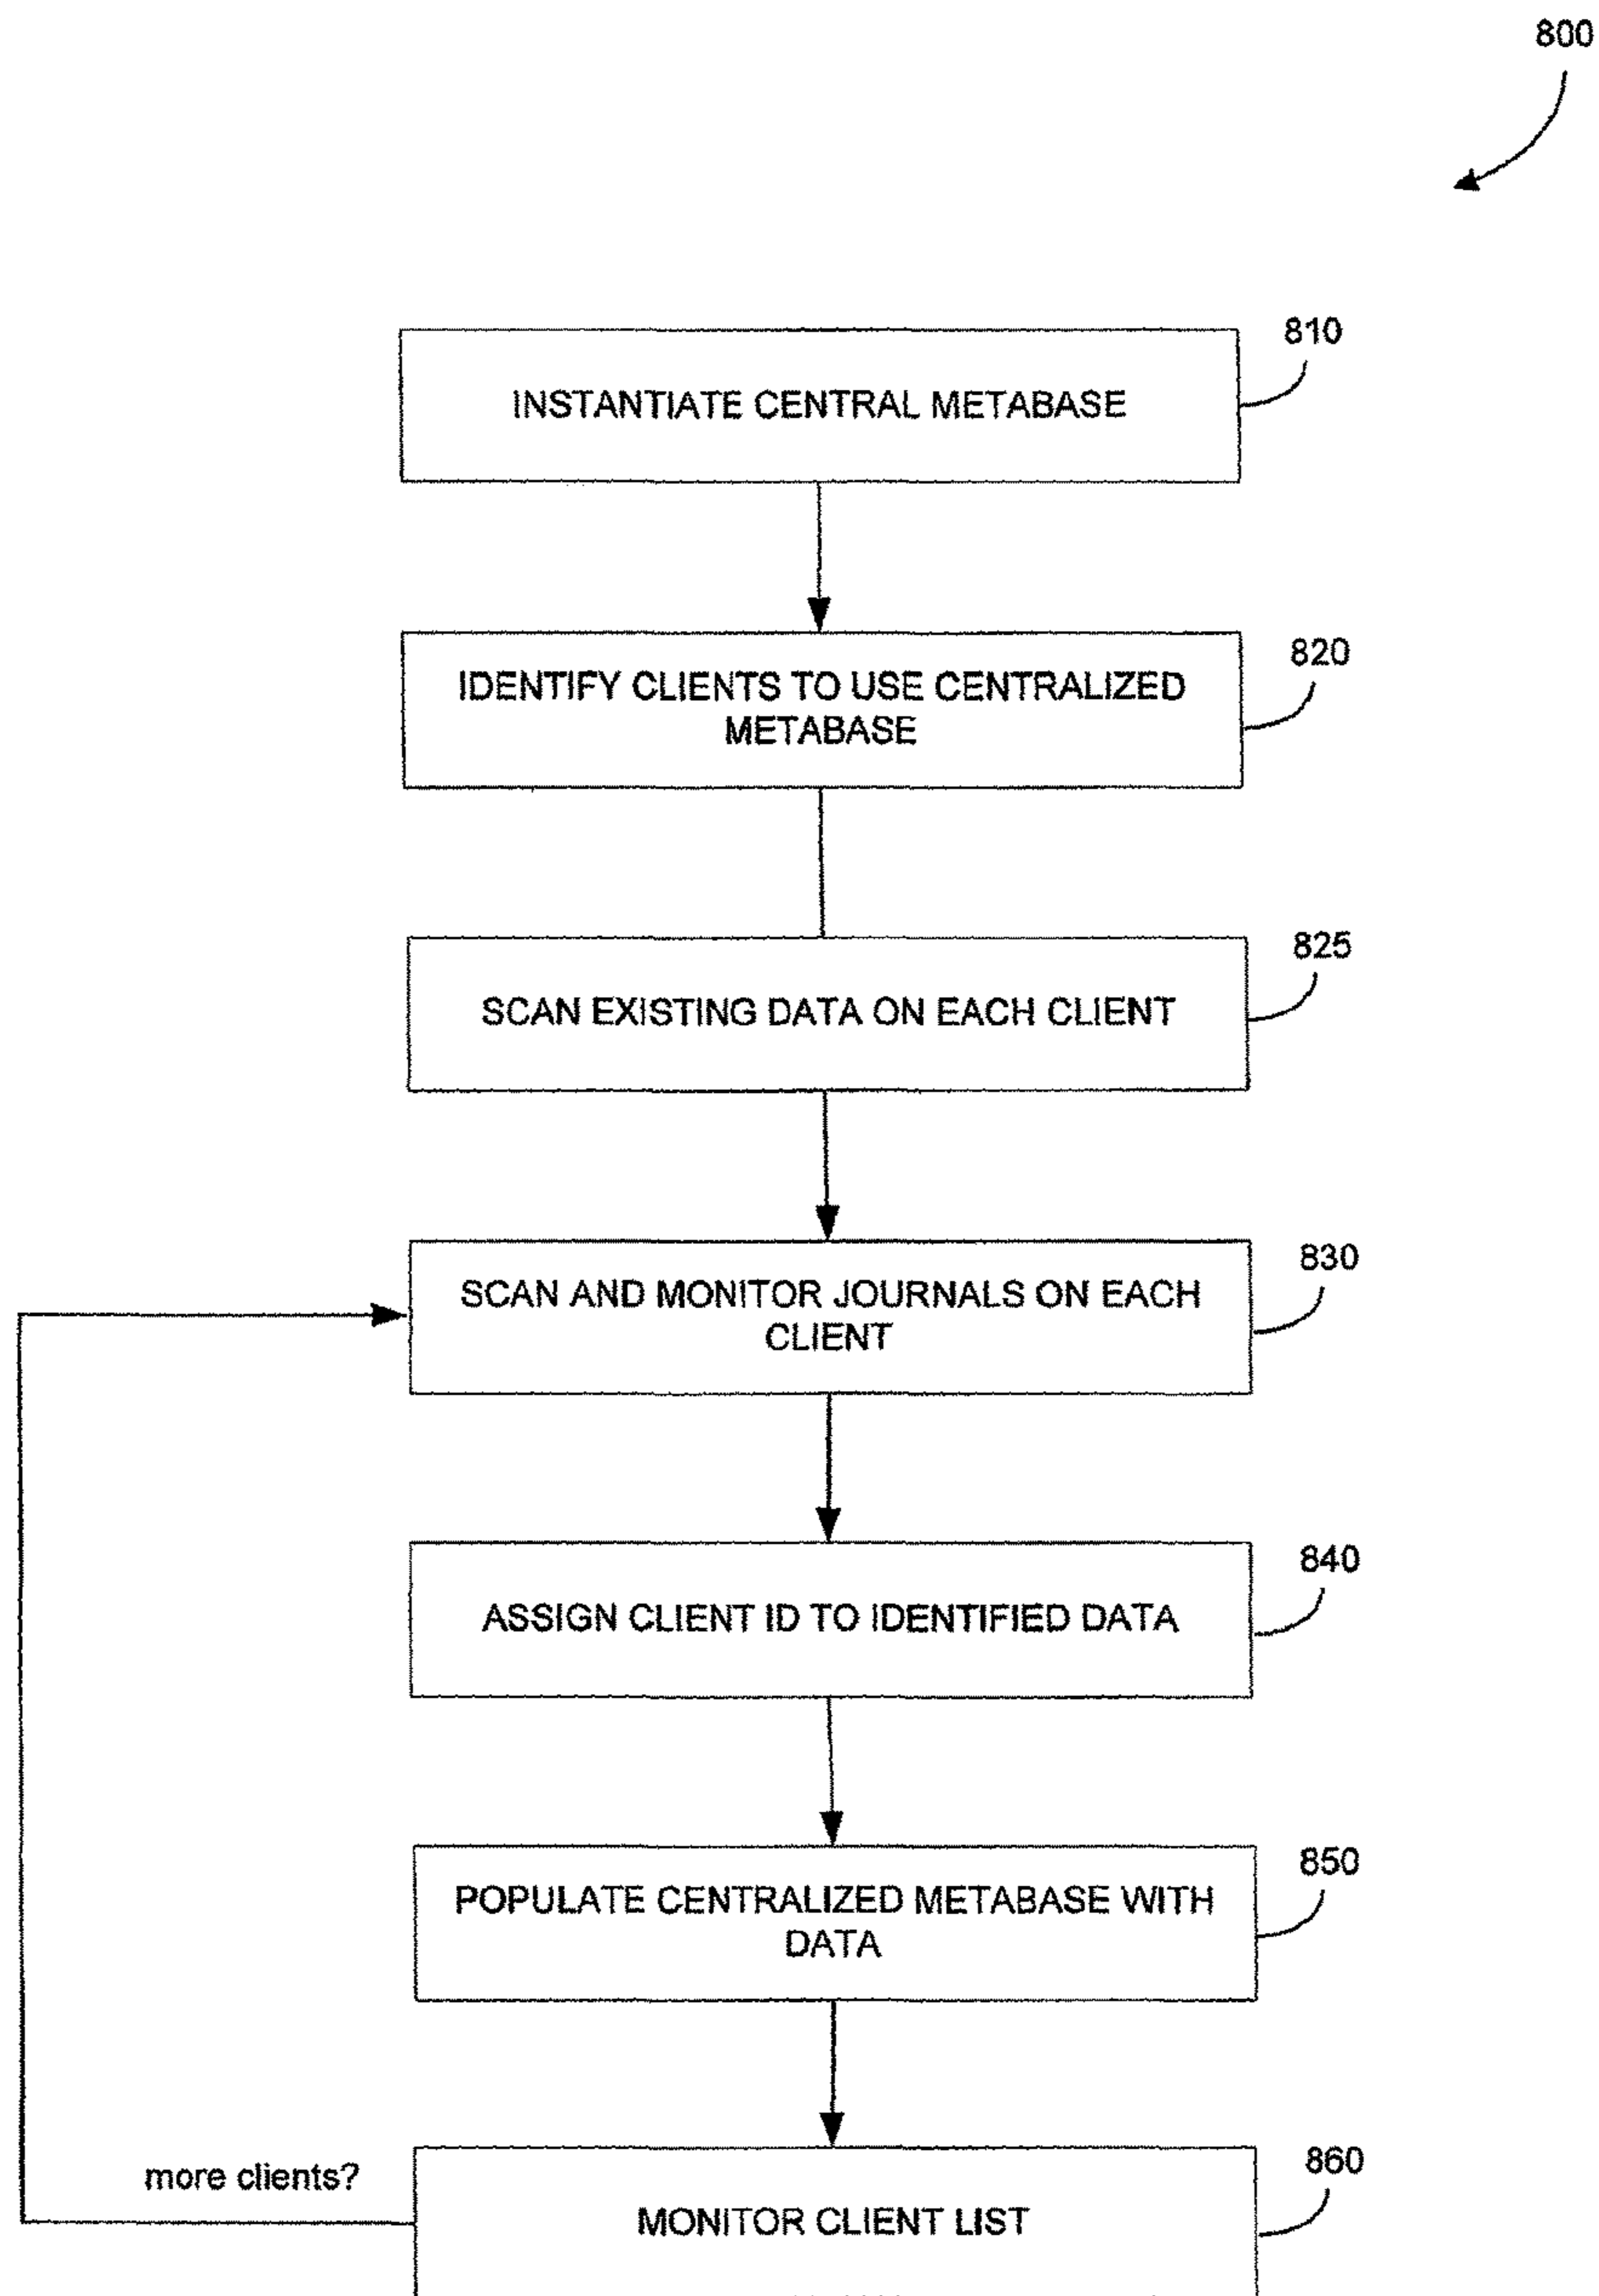 800
810
INSTANTIATE CENTRAL METABASE
820
IDENTIFY CLIENTS TO USE CENTRALIZED
METABASE
825
SCAN EXISTING DATA ON EACH CLIENT
830
SCAN AND MONITOR JOURNALS ON EACH
CLIENT
840
ASSIGN CLIENT ID TO IDENTIFIED DATA
850
POPULATE CENTRALIZED METABASE WITH
DATA
860
more clients?
MONITOR CLIENT LIST